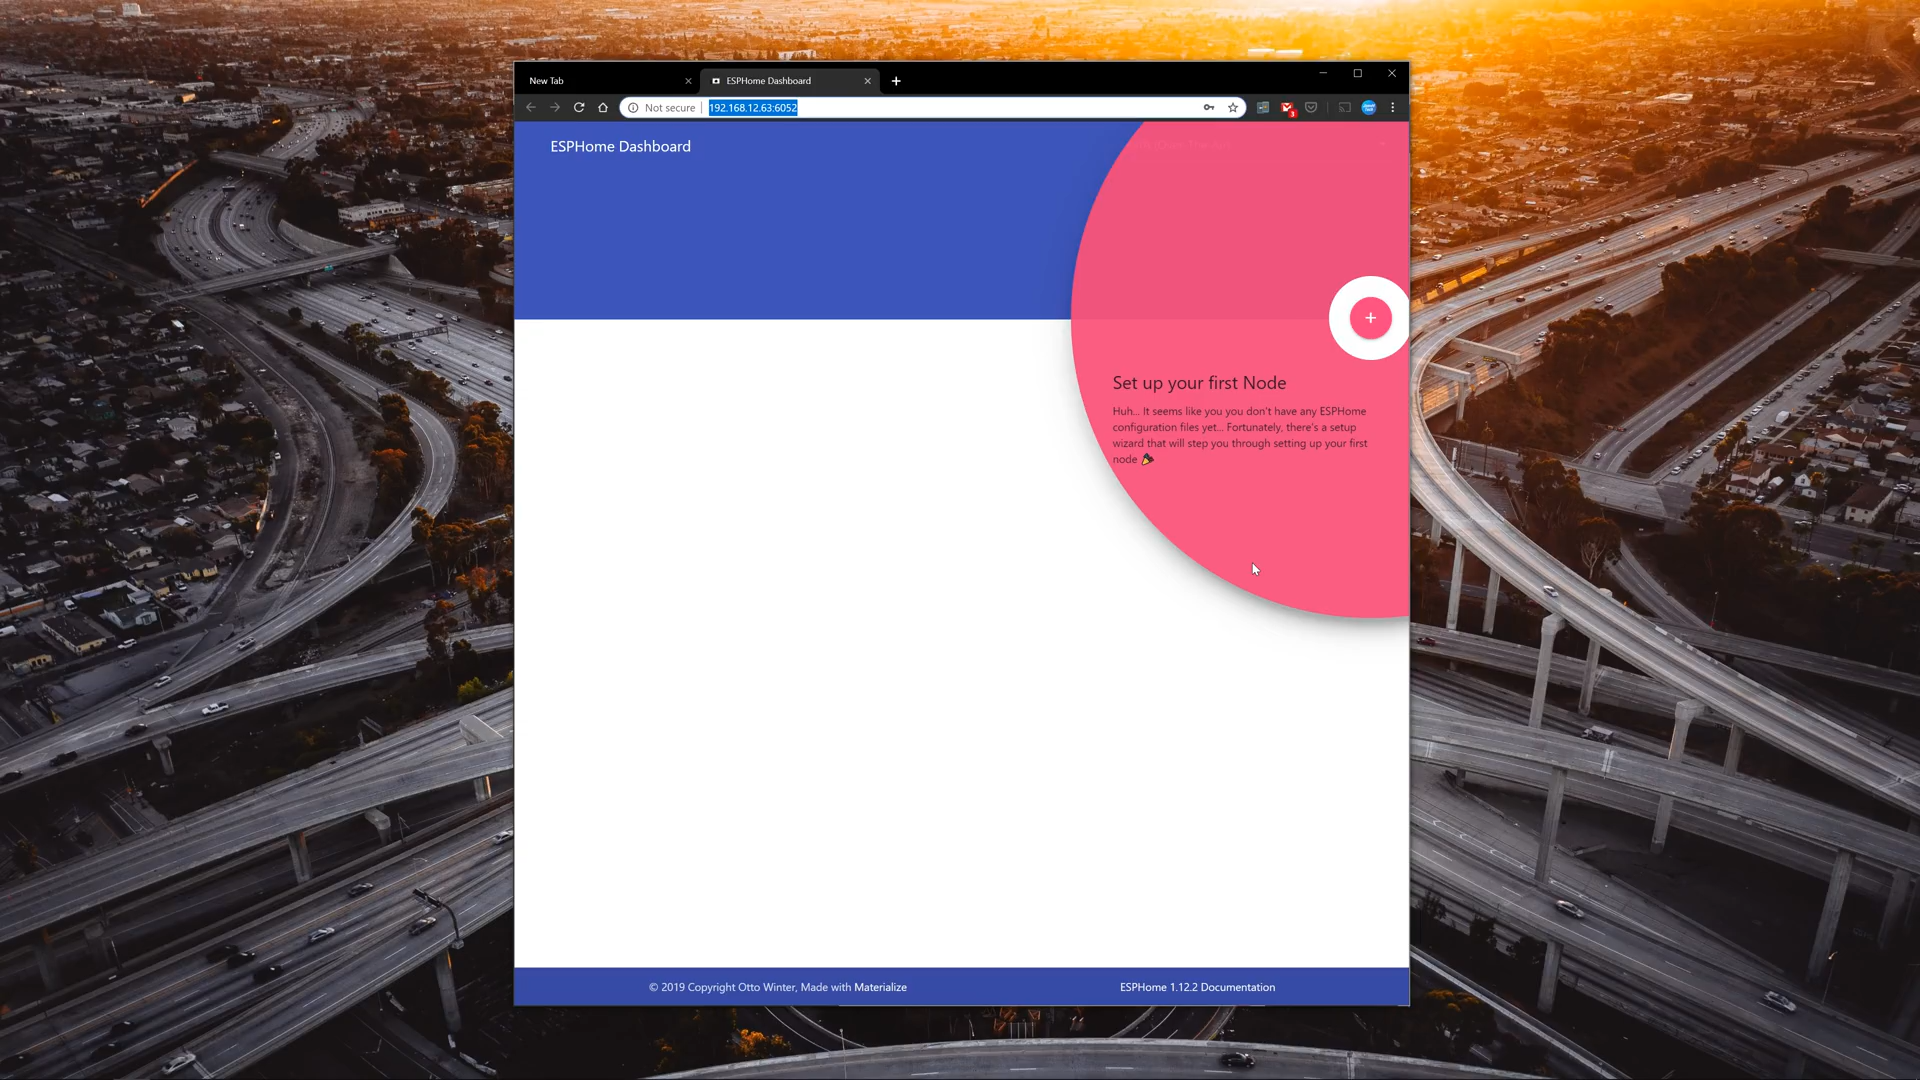 New Tab
ESPHome Dashboard
Not secure
192.168.12.63:6052
3
ESPHome Dashboard
Set up your first Node
Huh... It seems like you you don't have any ESPHome
configuration files yet... Fortunately, there's a setup
wizard that will step you through setting up your first
node 🎉
© 2019 Copyright Otto Winter, Made with Materialize
ESPHome 1.12.2 Documentation